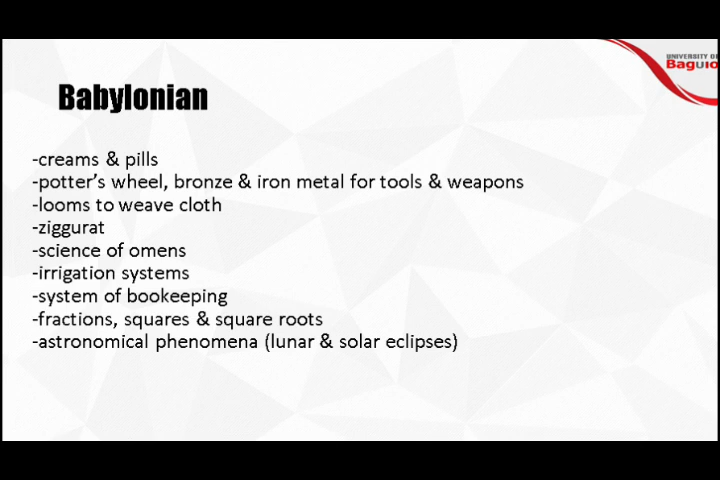 UNIVERSITY OF
Baguio
Babylonian
-creams & pills
-potter’s wheel, bronze & iron metal for tools & weapons
-looms to weave cloth
-ziggurat
-science of omens
-irrigation systems
-system of bookeeping
-fractions, squares & square roots
-astronomical phenomena (lunar & solar eclipses)